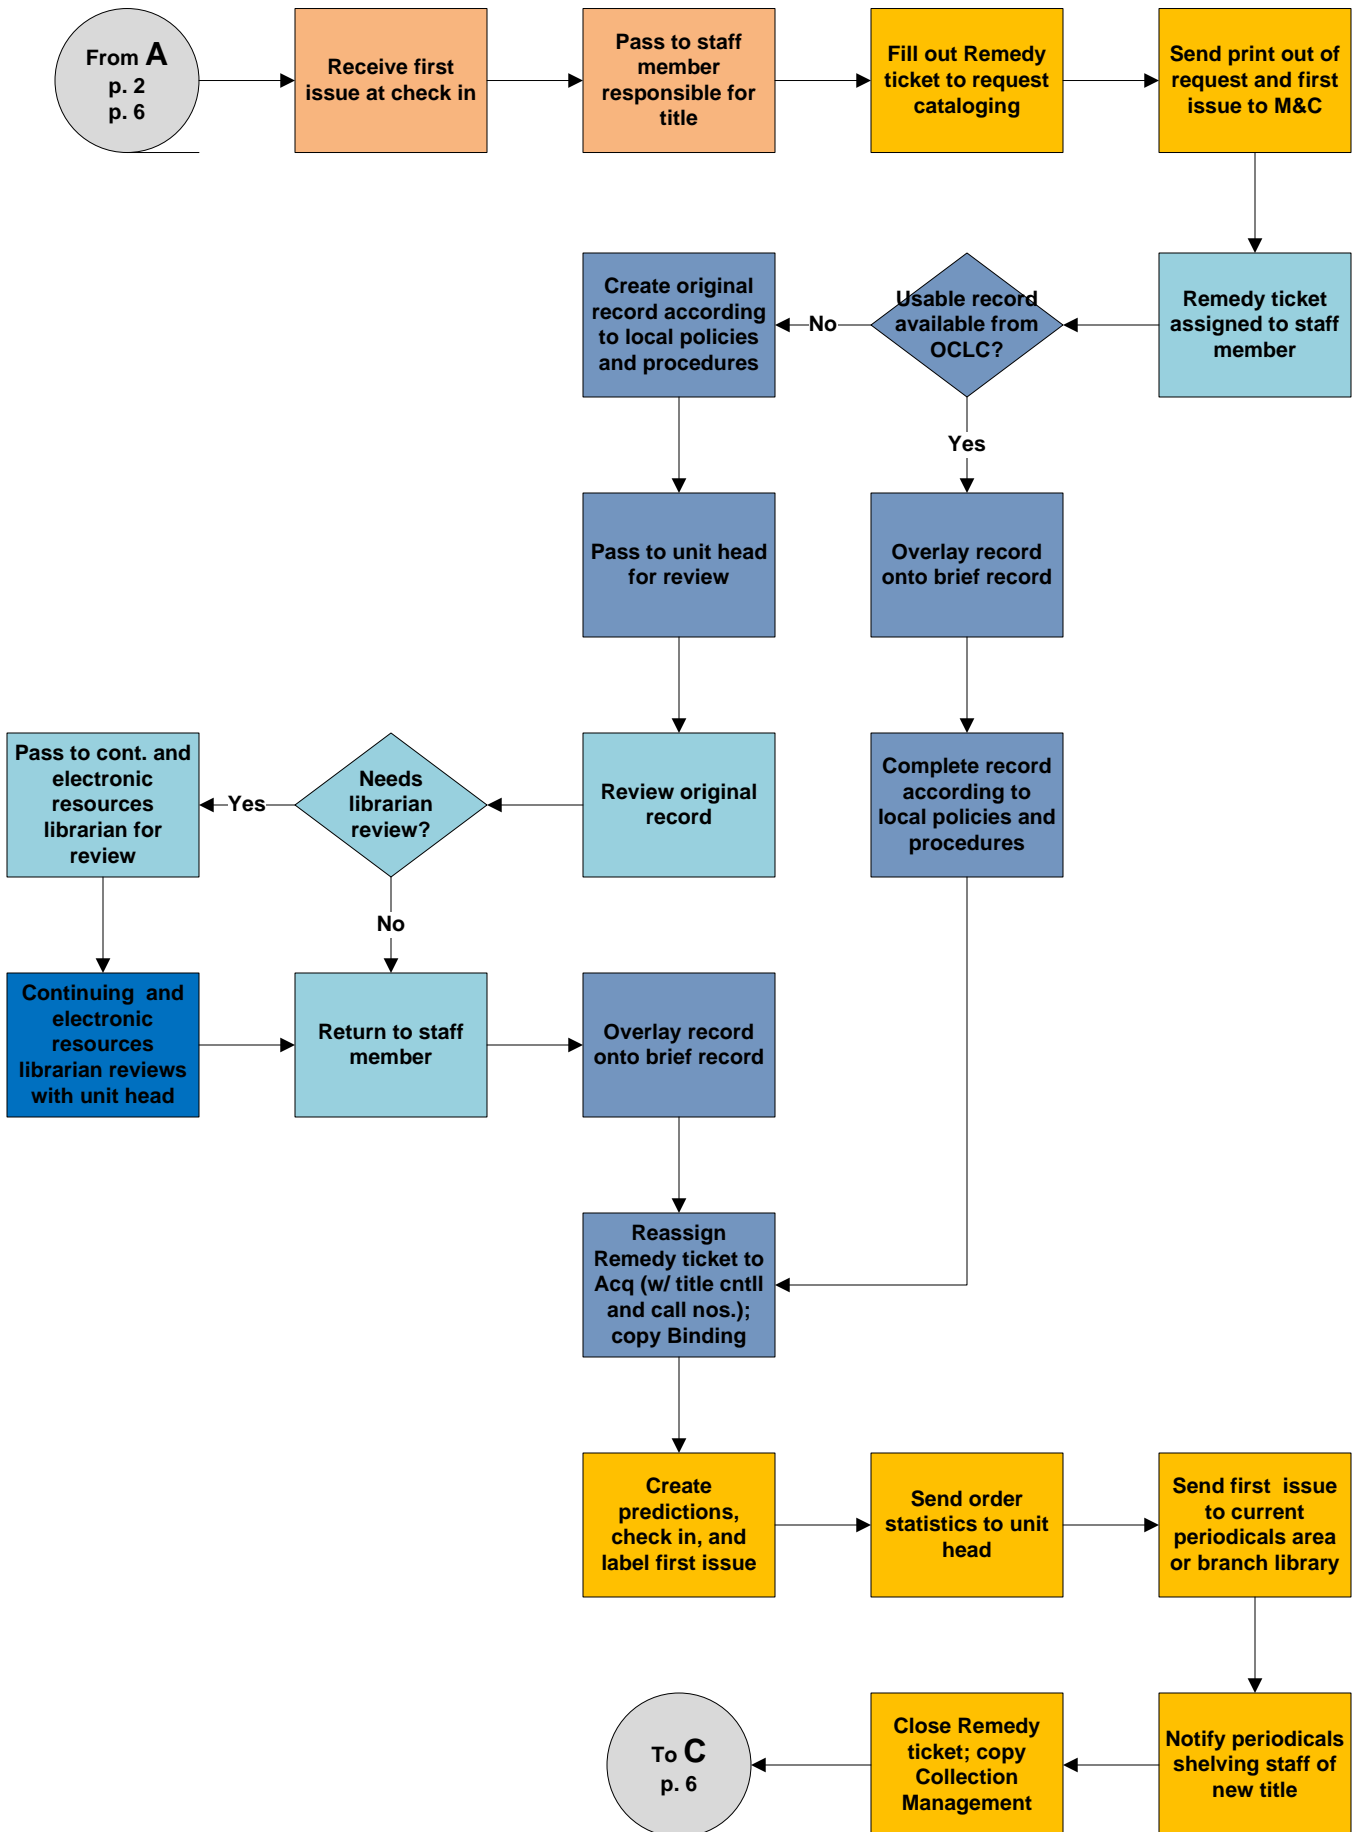 From A
p. 2
p. 6
Receive first
issue at check in
Pass to staff
member
responsible for
title
Fill out Remedy
ticket to request
cataloging
Send print out of
request and first
issue to M&C
Create original
record according
to local policies
and procedures
No
Usable record
available from
OCLC?
Remedy ticket
assigned to staff
member
Yes
Pass to unit head
for review
Overlay record
onto brief record
Pass to cont. and
electronic
resources
librarian for
review
Yes
Needs
librarian
review?
Review original
record
Complete record
according to
local policies and
procedures
No
Continuing  and
electronic
resources
librarian reviews
with unit head
Return to staff
member
Overlay record
onto brief record
Reassign
Remedy ticket to
Acq (w/ title cntll
and call nos.);
copy Binding
Create
predictions,
check in, and
label first issue
Send order
statistics to unit
head
Send first  issue
to current
periodicals area
or branch library
To C
p. 6
Close Remedy
ticket; copy
Collection
Management
Notify periodicals
shelving staff of
new title